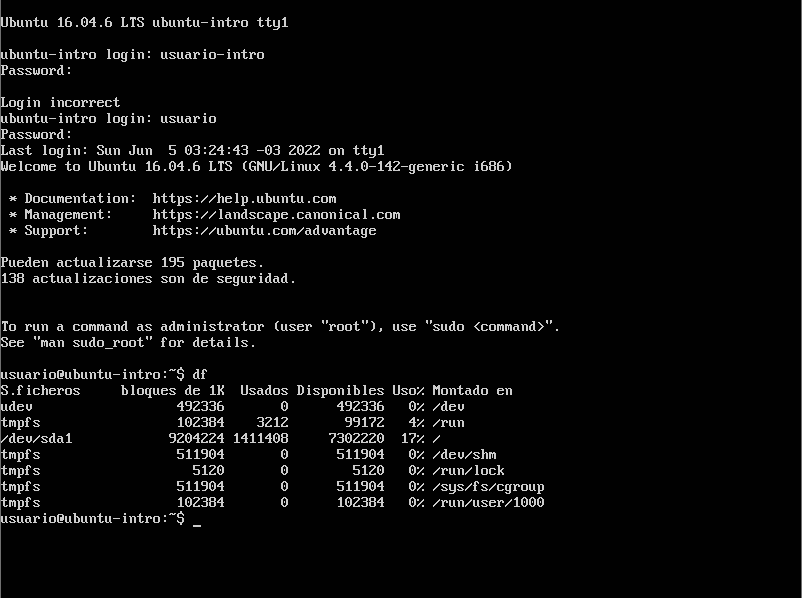 Ubuntu 16.04.6 LTS ubuntu-intro tty1
ubuntu-intro login: usuario-intro
Password:
Login incorrect
ubuntu-intro login: usuario
Password:
Last login: Sun Jun  5 03:24:43 -03 2022 on tty1
Welcome to Ubuntu 16.04.6 LTS (GNU/Linux 4.4.0-142-generic i686)
 * Documentation:  https://help.ubuntu.com
 * Management:     https://landscape.canonical.com
 * Support:        https://ubuntu.com/advantage
Pueden actualizarse 195 paquetes.
138 actualizaciones son de seguridad.
To run a command as administrator (user "root"), use "sudo <command>".
See "man sudo_root" for details.
usuario@ubuntu-intro:~$ df
S.ficheros     bloques de 1K  Usados Disponibles Uso% Montado en
udev                  492336       0      492336   0% /dev
tmpfs                 102384    3212       99172   4% /run
/dev/sda1            9204224 1411408     7302220  17% /
tmpfs                 511904       0      511904   0% /dev/shm
tmpfs                   5120       0        5120   0% /run/lock
tmpfs                 511904       0      511904   0% /sys/fs/cgroup
tmpfs                 102384       0      102384   0% /run/user/1000
usuario@ubuntu-intro:~$ _